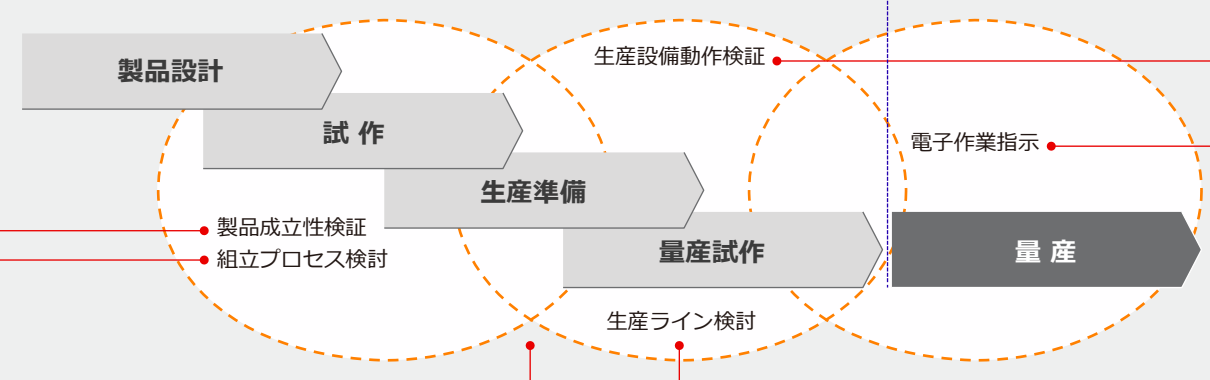 製品設計
生産設備動作検証
試 作
電子作業指示
生産準備
製品成立性検証
組立プロセス検討
量産試作
量 産
生産ライン検討